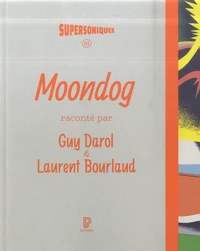 SUPERSONIQUES
Moondog
raconté par
Guy Darol
&
Laurent Bourlaud
P